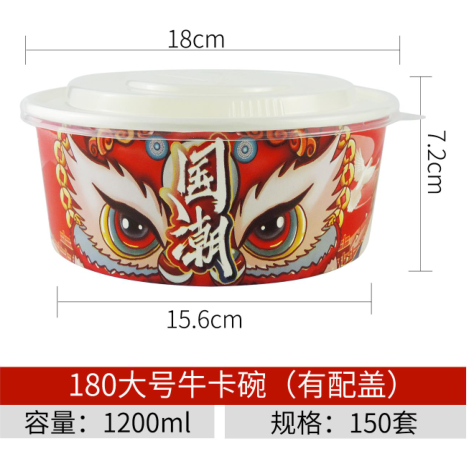 18cm
国潮
7.2cm
15.6cm
180大号牛卡碗（有配盖）
容量：1200ml
规格：150套